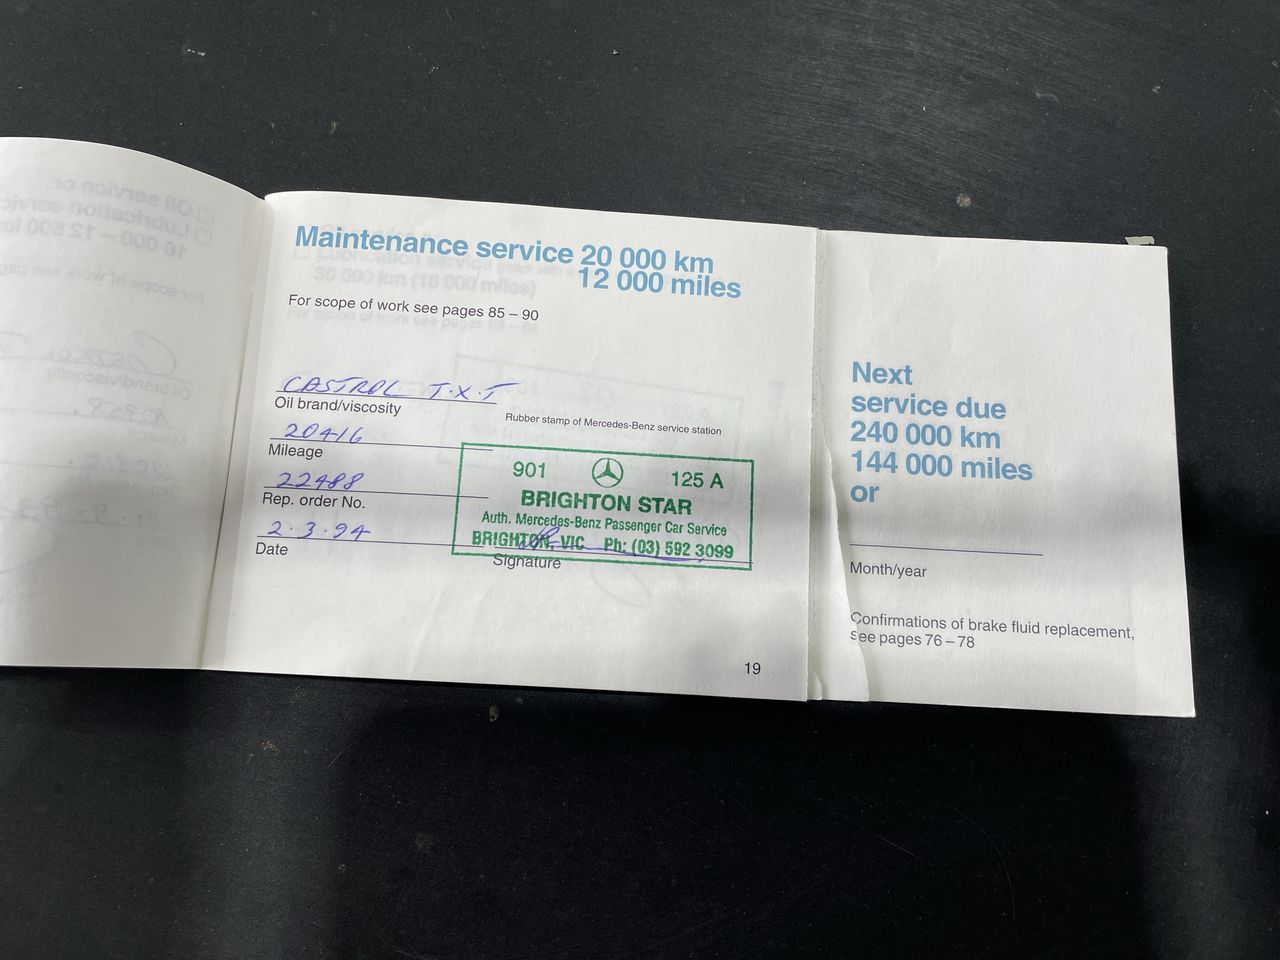 Maintenance service 20 000 km
12 000 miles
For scope of work see pages 85 – 90
CASTROL T.X.T
Oil brand/viscosity
Rubber stamp of Mercedes-Benz service station
20416
Mileage
22488
Rep. order No.
2.3.94
Date
901 125 A
BRIGHTON STAR
Auth. Mercedes-Benz Passenger Car Service
BRIGHTON, VIC Ph: (03) 592 3099
Signature
19
Next
service due
240 000 km
144 000 miles
or
Month/year
Confirmations of brake fluid replacement,
see pages 76 – 78